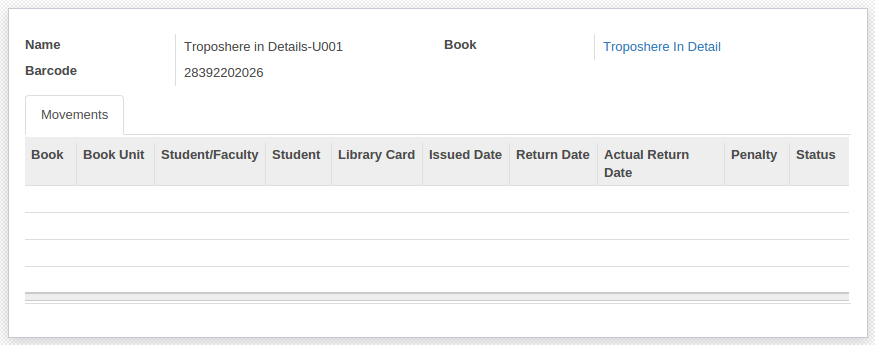 Name Troposhere in Details-U001 Book Troposhere In Detail
Barcode 28392202026
Movements
Book Book Unit Student/Faculty Student Library Card Issued Date Return Date Actual Return Penalty Status
Date